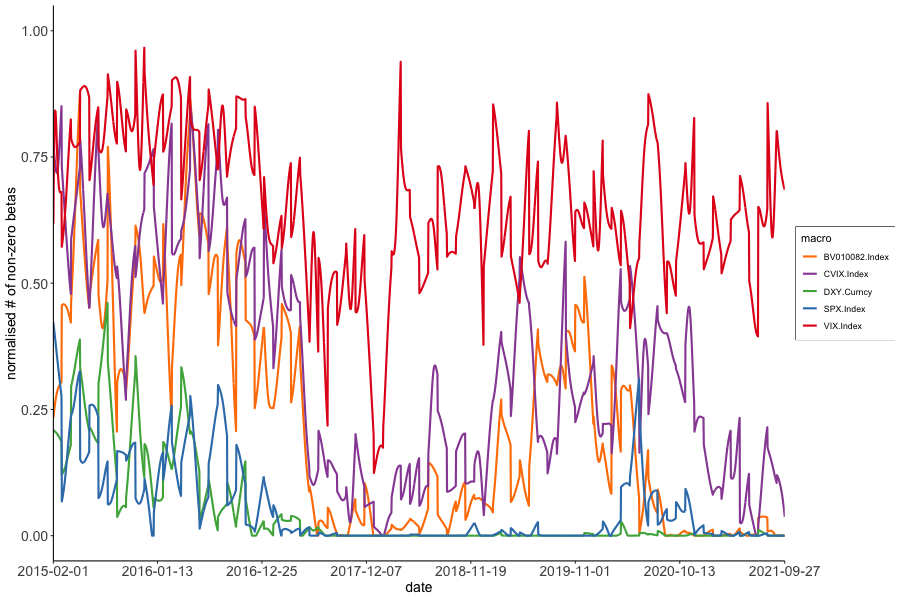 1.00
0.75
0.50
0.25
0.00
normalised # of non-zero betas
2015-02-01 2016-01-13 2016-12-25 2017-12-07 2018-11-19 2019-11-01 2020-10-13 2021-09-27
date
macro
BV010082.Index
CVIX.Index
DXY.Curncy
SPX.Index
VIX.Index